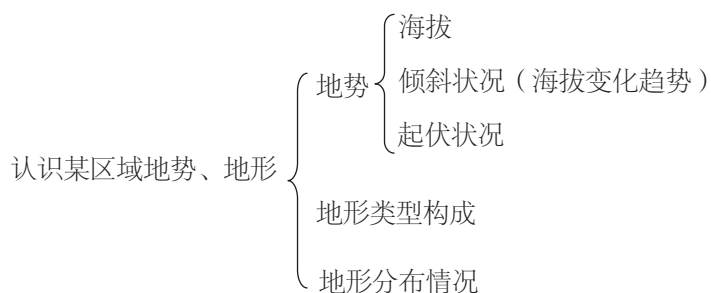 海拔
地势
倾斜状况（海拔变化趋势）
起伏状况
认识某区域地势、地形
地形类型构成
地形分布情况